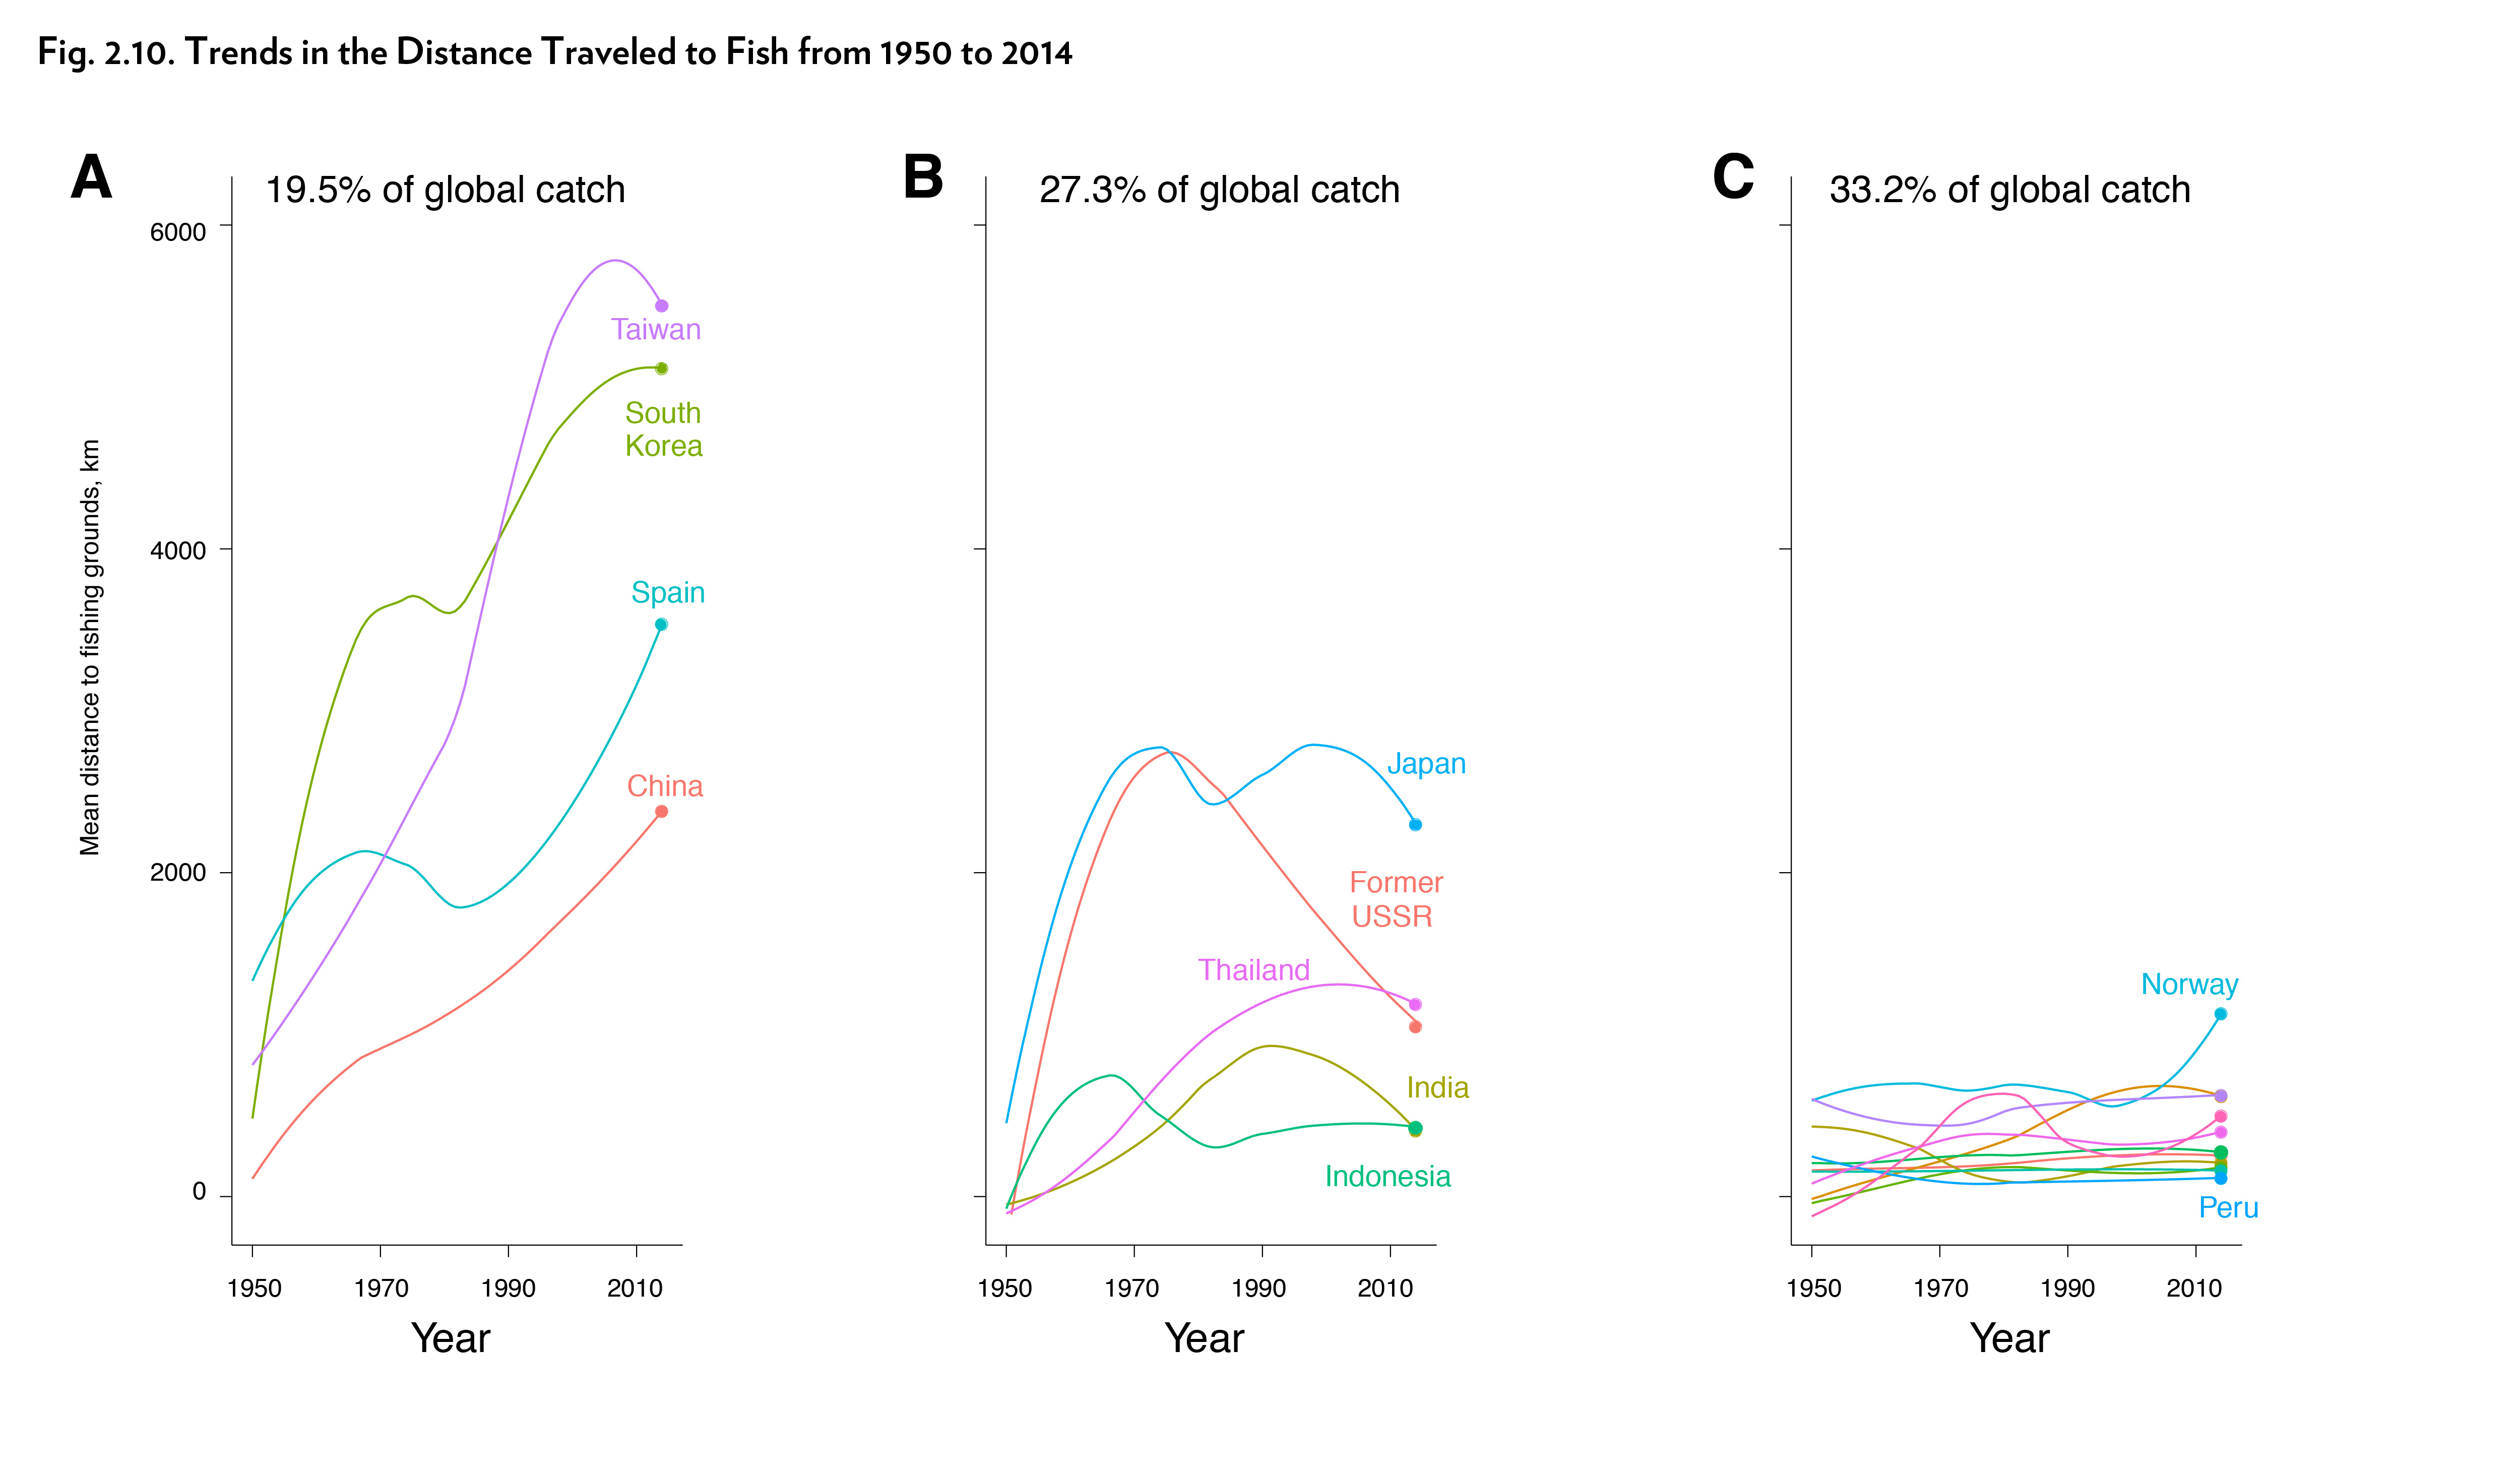 Fig. 2.10. Trends in the Distance Traveled to Fish from 1950 to 2014
A
19.5% of global catch
Mean distance to fishing grounds, km
6000
4000
2000
0
Taiwan
South
Korea
Spain
China
1950 1970 1990 2010
Year
B
27.3% of global catch
Japan
Former
USSR
Thailand
India
Indonesia
1950 1970 1990 2010
Year
C
33.2% of global catch
Norway
Peru
1950 1970 1990 2010
Year